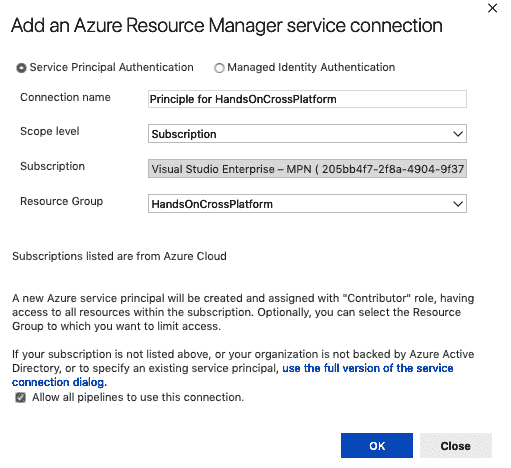 Add an Azure Resource Manager service connection
Service Principal Authentication Managed Identity Authentication
Connection name Principle for HandsOnCrossPlatform
Scope level Subscription
Subscription Visual Studio Enterprise – MPN ( 205bb4f7-2f8a-4904-9f37
Resource Group HandsOnCrossPlatform
Subscriptions listed are from Azure Cloud
A new Azure service principal will be created and assigned with "Contributor" role, having
access to all resources within the subscription. Optionally, you can select the Resource
Group to which you want to limit access.
If your subscription is not listed above, or your organization is not backed by Azure Active
Directory, or to specify an existing service principal, use the full version of the service
connection dialog.
Allow all pipelines to use this connection.
OK Close